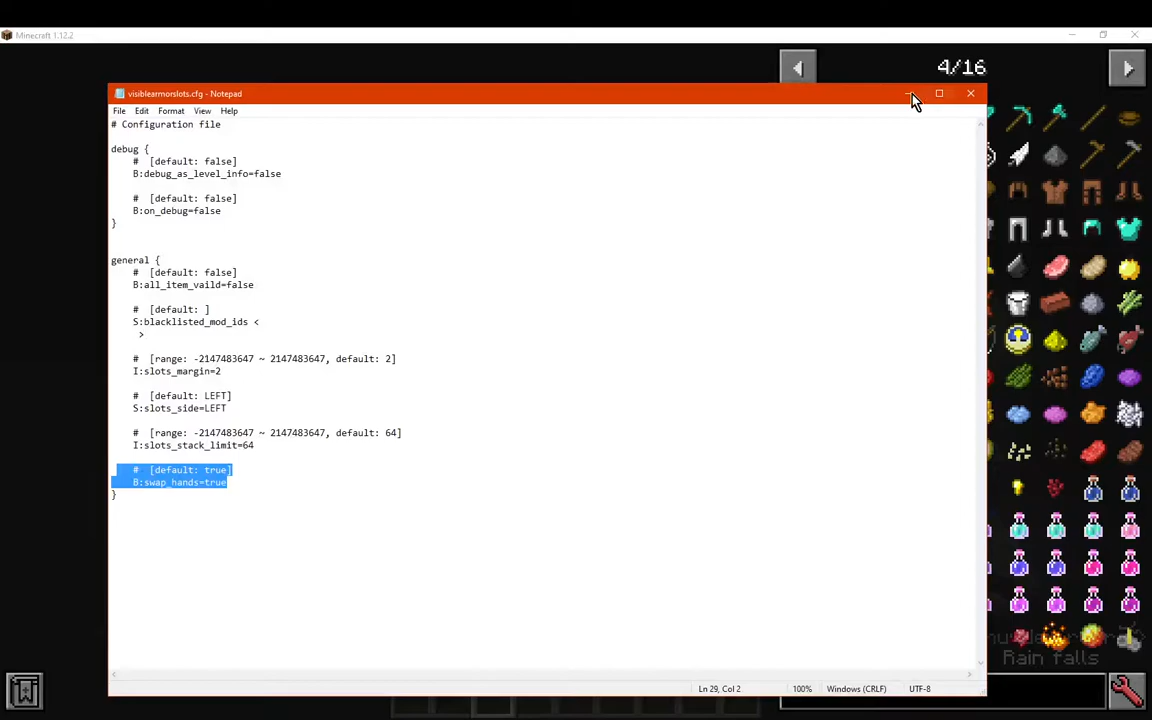 Minecraft 1.12.2
4/16
visiblearmorslots.cfg - Notepad
File Edit Format View Help
# Configuration file
debug {
# [default: false]
B:debug_as_level_info=false
# [default: false]
B:on_debug=false
}
general {
# [default: false]
B:all_item_vaild=false
# [default: ]
S:blacklisted_mod_ids <
>
# [range: -2147483647 ~ 2147483647, default: 2]
I:slots_margin=2
# [default: LEFT]
S:slots_side=LEFT
# [range: -2147483647 ~ 2147483647, default: 64]
I:slots_stack_limit=64
# [default: true]
B:swap_hands=true
}
Rain falls
Ln 29, Col 2 100% Windows (CRLF) UTF-8